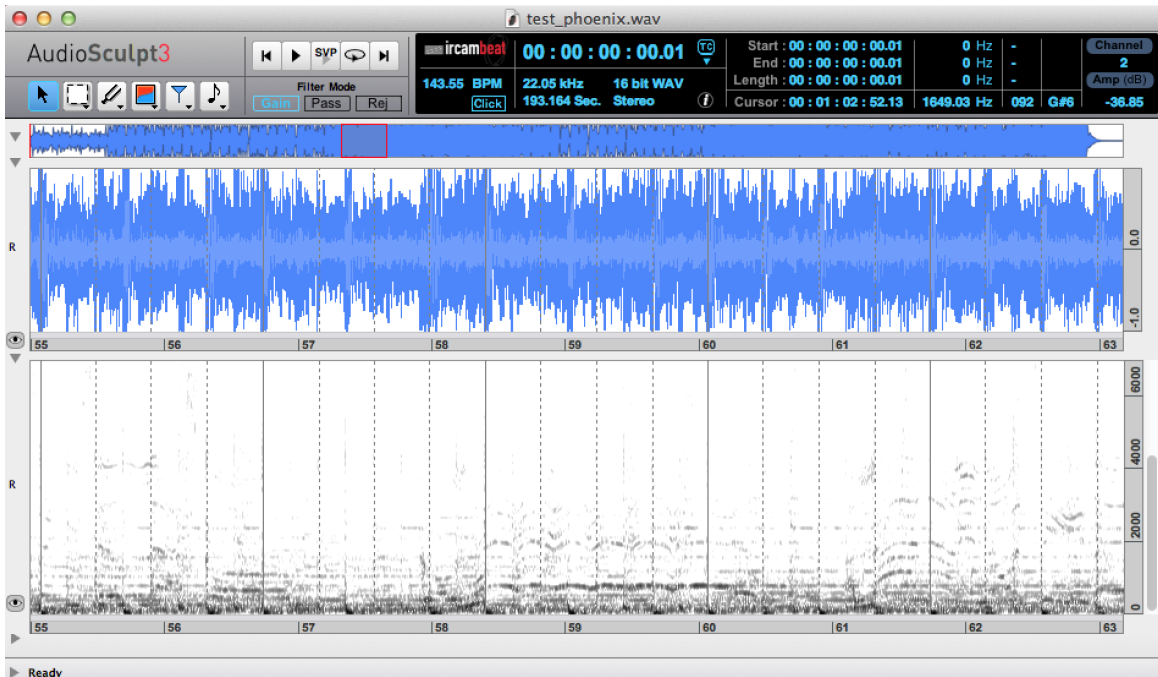 test_phoenix.wav
AudioSculpt3
SVP
Filter Mode
Gain Pass Rej
ircambeat
143.55 BPM
Click
00 : 00 : 00 : 00.01 TC
22.05 kHz 16 bit WAV
193.164 Sec. Stereo i
Start : 00 : 00 : 00 : 00.01 0 Hz -
End : 00 : 00 : 00 : 00.01 0 Hz -
Length : 00 : 00 : 00 : 00.01 0 Hz -
Cursor : 00 : 01 : 02 : 52.13 1649.03 Hz 092 G#6
Channel
2
Amp (dB)
-36.85
R
0.0
-1.0
55 56 57 58 59 60 61 62 63
R
6000
4000
2000
0
55 56 57 58 59 60 61 62 63
Ready